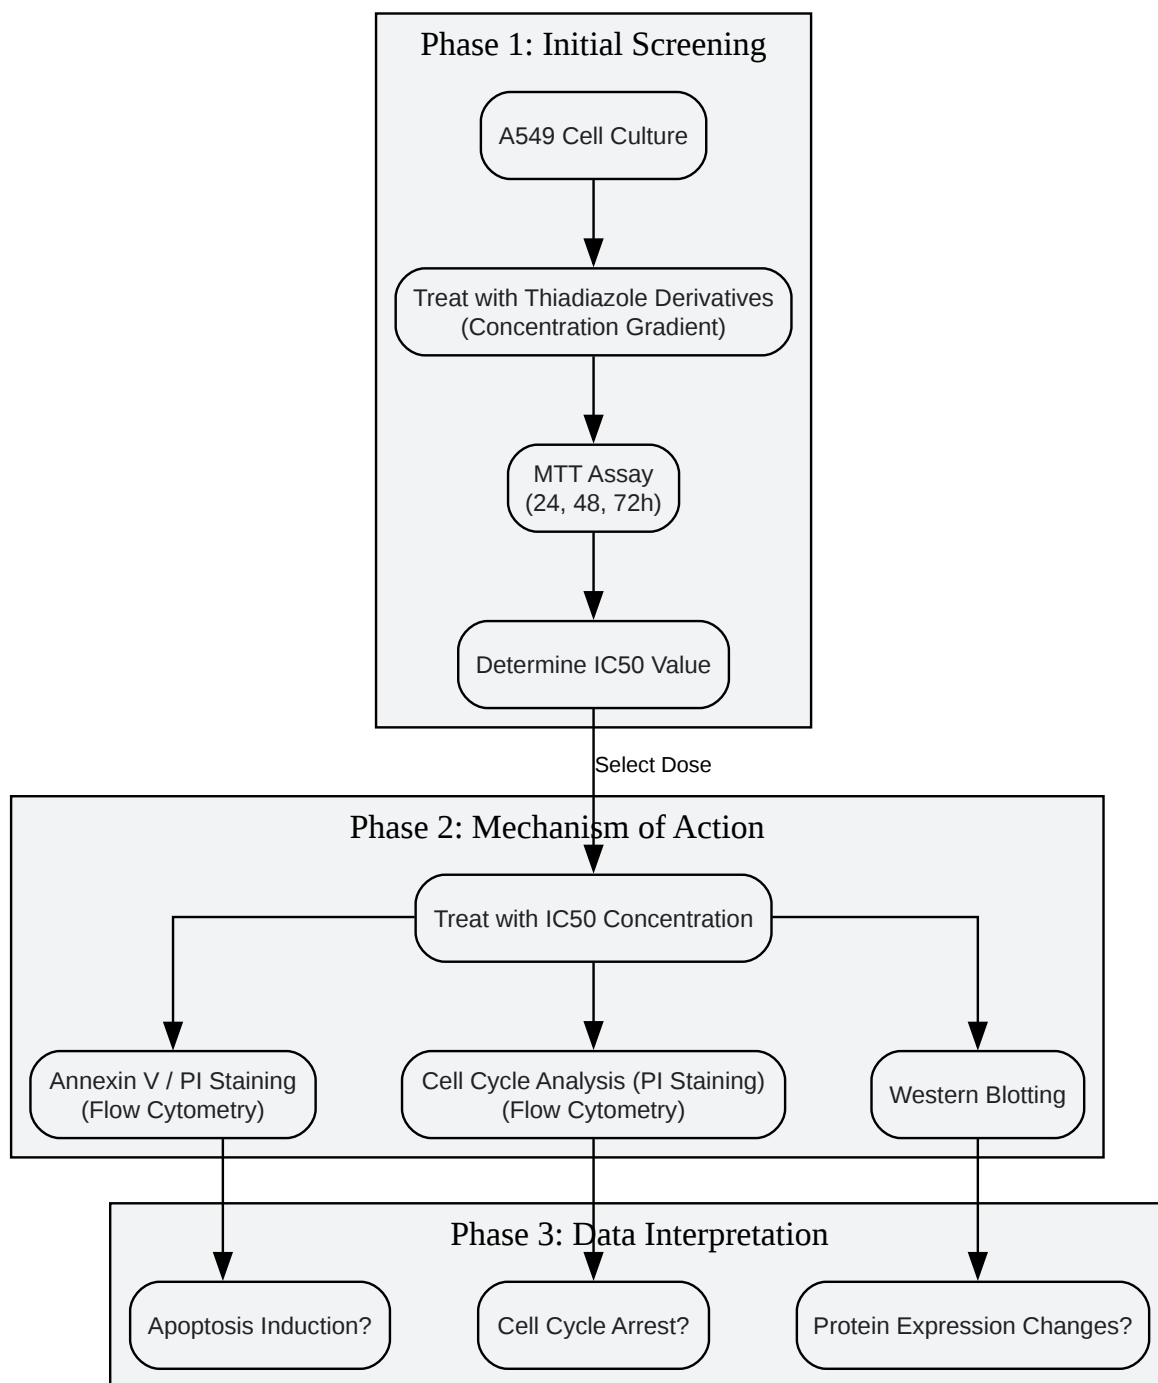 Phase 1: Initial Screening
A549 Cell Culture
Treat with Thiadiazole Derivatives
(Concentration Gradient)
MTT Assay
(24, 48, 72h)
Determine IC50 Value
Select Dose
Phase 2: Mechanism of Action
Treat with IC50 Concentration
Annexin V / PI Staining
(Flow Cytometry)
Cell Cycle Analysis (PI Staining)
(Flow Cytometry)
Western Blotting
Phase 3: Data Interpretation
Apoptosis Induction?
Cell Cycle Arrest?
Protein Expression Changes?